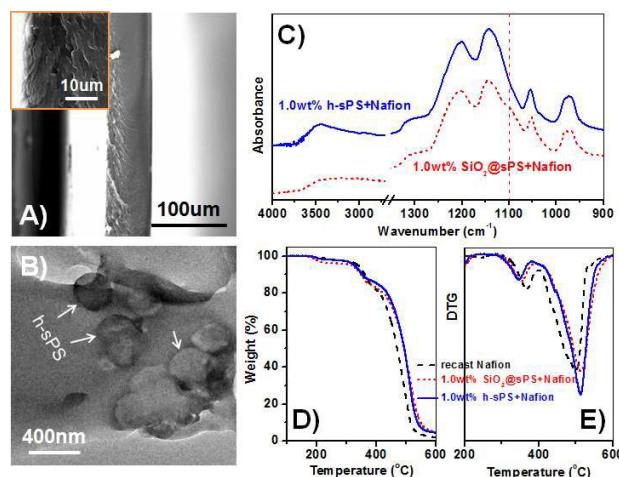 10um
A)
100um
B)
h-sPS
400nm
C)
Absorbance
1.0wt% h-sPS+Nafion
1.0wt% SiO₂@sPS+Nafion
4000 3500 3000 1300 1200 1100 1000 900
Wavenumber (cm⁻¹)
Weight (%)
100
80
60
40
20
0
D)
200 400 600
Temperature (°C)
DTG
recast Nafion
1.0wt% SiO₂@sPS+Nafion
1.0wt% h-sPS+Nafion
E)
200 300 400 500 600
Temperature (°C)